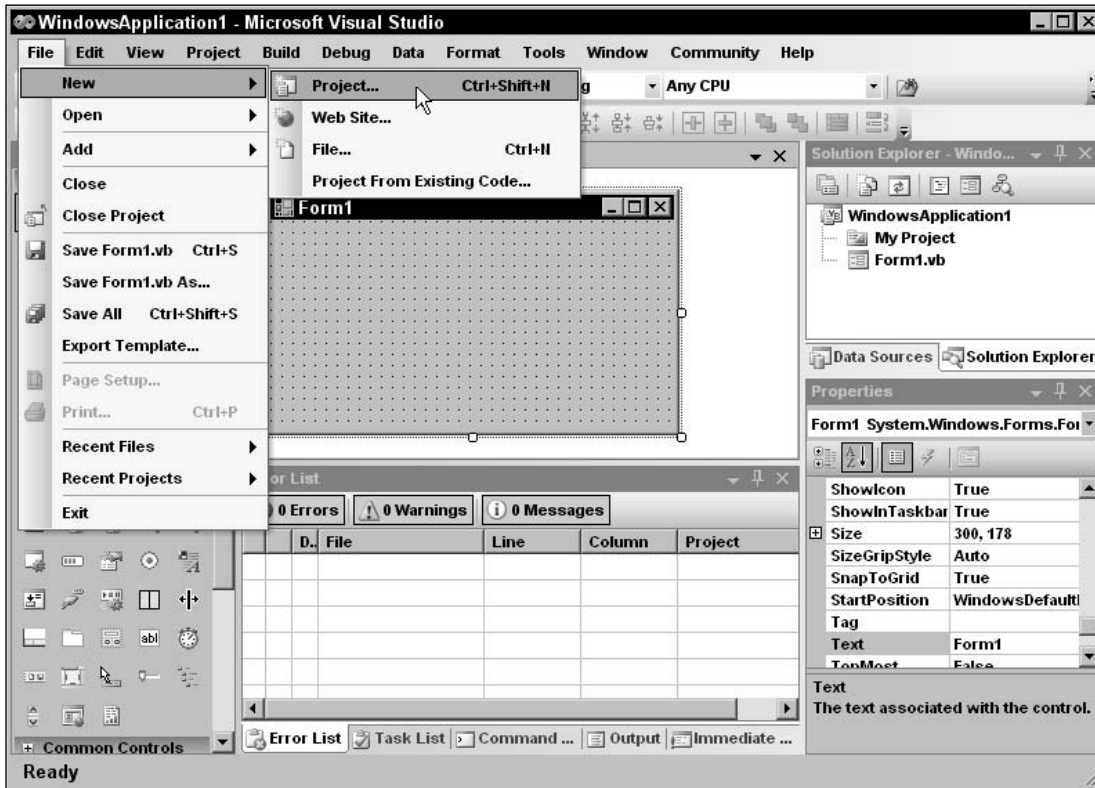 WindowsApplication1 - Microsoft Visual Studio
File Edit View Project Build Debug Data Format Tools Window Community Help
New
Open
Add
Close
Close Project
Save Form1.vb Ctrl+S
Save Form1.vb As...
Save All Ctrl+Shift+S
Export Template...
Page Setup...
Print... Ctrl+P
Recent Files
Recent Projects
Exit
Project... Ctrl+Shift+N
Web Site...
File... Ctrl+N
Project From Existing Code...
Any CPU
Form1
Solution Explorer - Windo...
WindowsApplication1
My Project
Form1.vb
Data Sources Solution Explorer
Properties
Form1 System.Windows.Forms.For
ShowIcon True
ShowInTaskbar True
Size 300, 178
SizeGripStyle Auto
SnapToGrid True
StartPosition WindowsDefaultl
Tag
Text Form1
TopMost False
Text
The text associated with the control.
or List
0 Errors 0 Warnings 0 Messages
D.. File Line Column Project
abl
Common Controls
Error List Task List Command ... Output Immediate ...
Ready